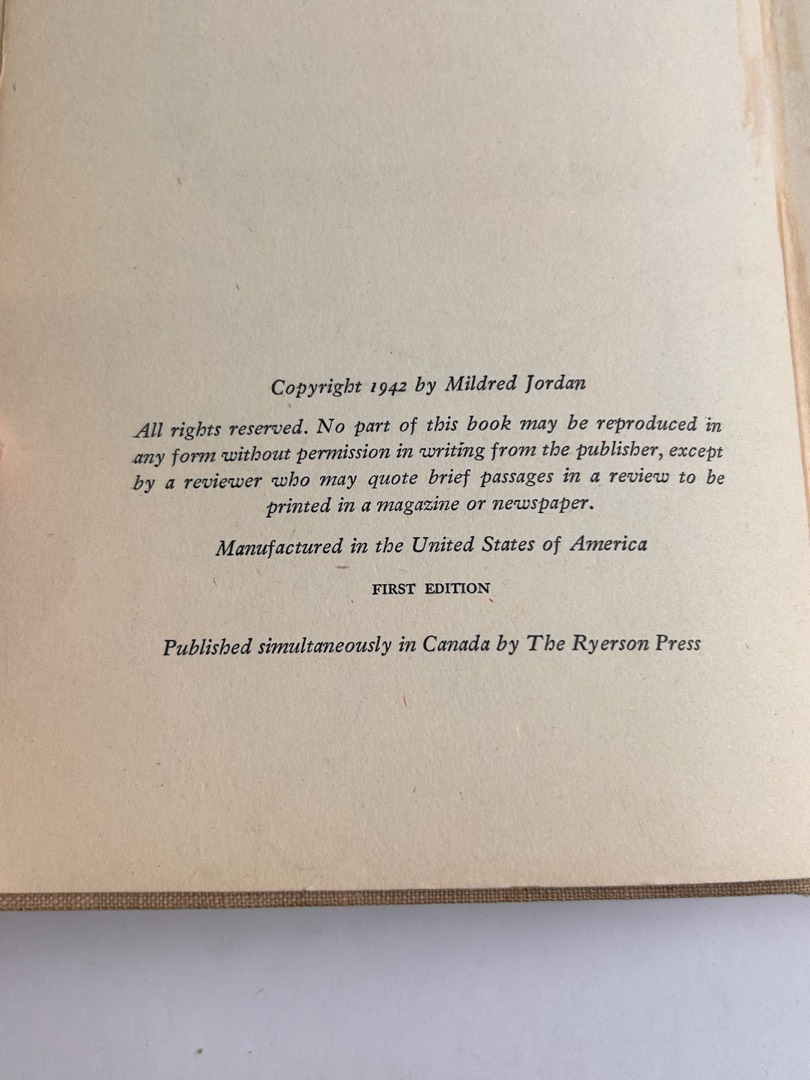 Copyright 1942 by Mildred Jordan
All rights reserved. No part of this book may be reproduced in
any form without permission in writing from the publisher, except
by a reviewer who may quote brief passages in a review to be
printed in a magazine or newspaper.
Manufactured in the United States of America
FIRST EDITION
Published simultaneously in Canada by The Ryerson Press